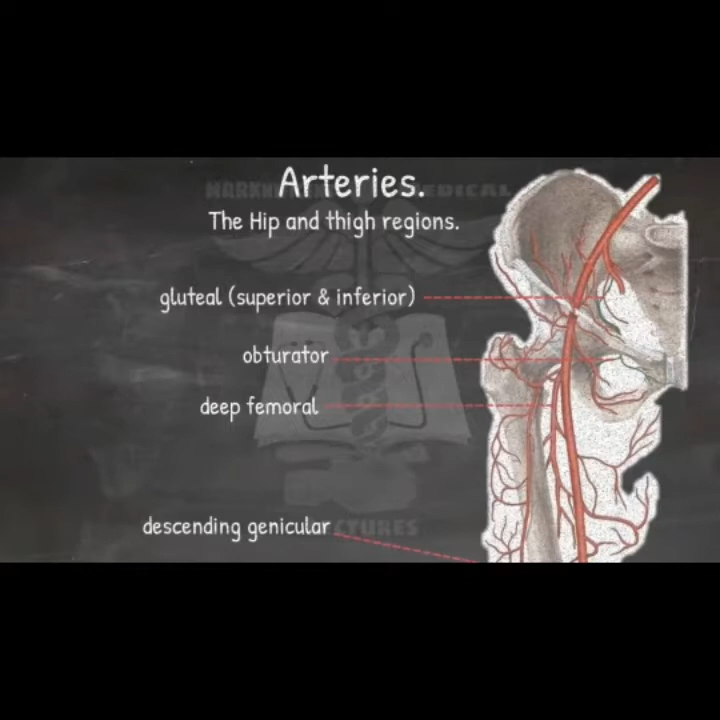 Arteries.
The Hip and thigh regions.
gluteal (superior & inferior)
obturator
deep femoral
descending genicular